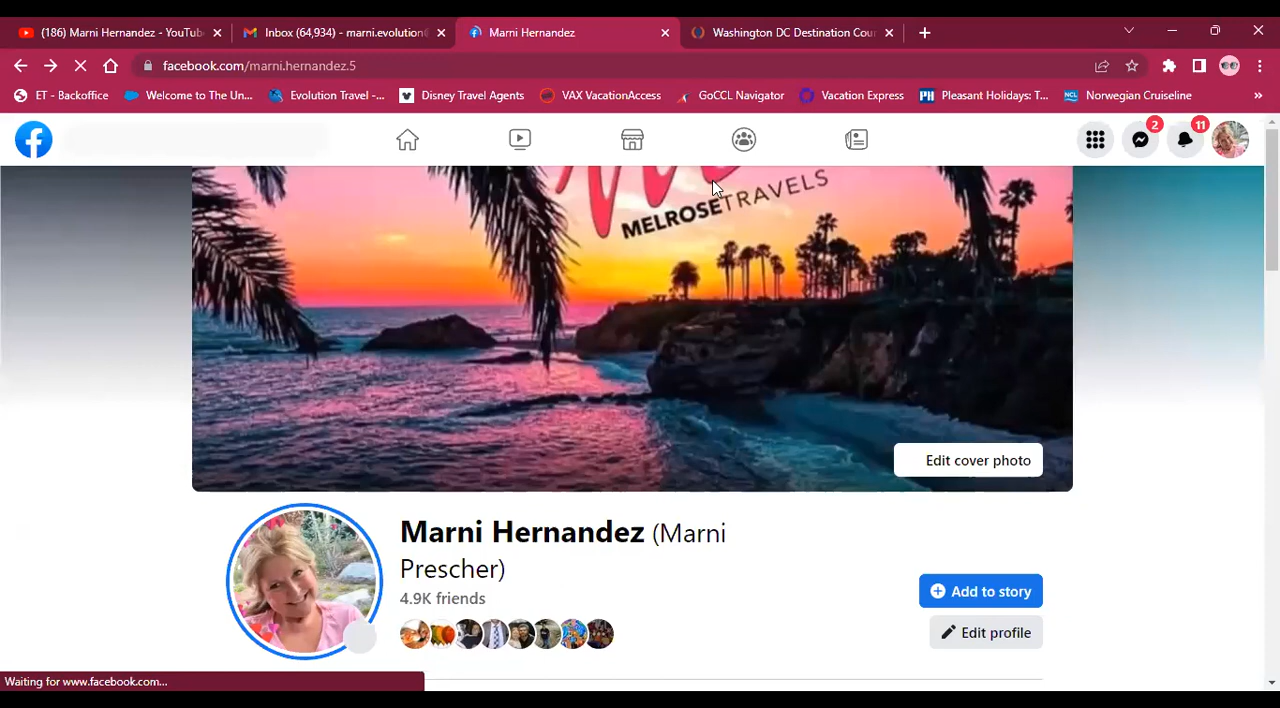 (186) Marni Hernandez - YouTub
Inbox (64,934) - marni.evolution@
Marni Hernandez
Washington DC Destination Cour
facebook.com/marni.hernandez.5
ET - Backoffice
Welcome to The Un...
Evolution Travel -...
Disney Travel Agents
VAX VacationAccess
GoCCL Navigator
Vacation Express
Pleasant Holidays: T...
Norwegian Cruiseline
2
11
MELROSETRAVELS
Edit cover photo
Marni Hernandez (Marni
Prescher)
4.9K friends
Add to story
Edit profile
Waiting for www.facebook.com...